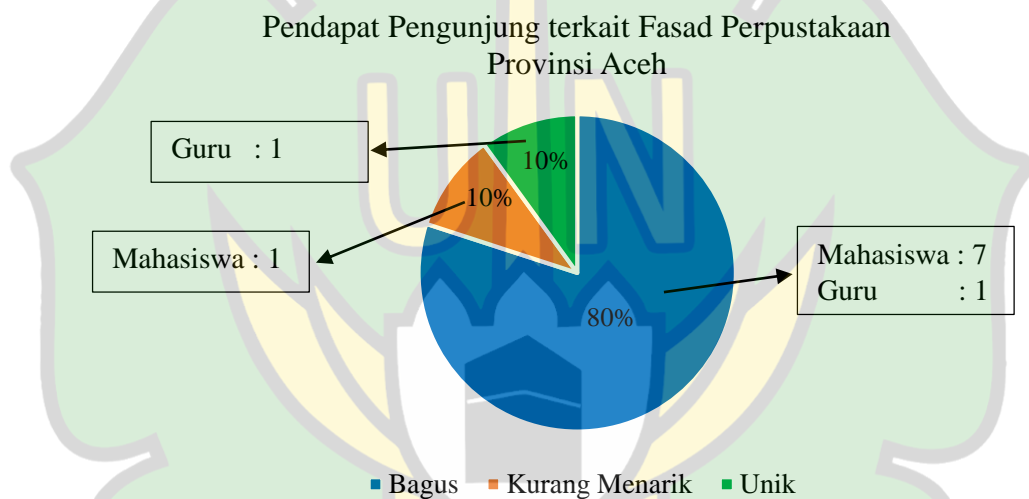 Pendapat Pengunjung terkait Fasad Perpustakaan
Provinsi Aceh
Guru : 1
10%
10%
Mahasiswa : 1
Mahasiswa : 7
Guru : 1
80%
Bagus Kurang Menarik Unik
UIN